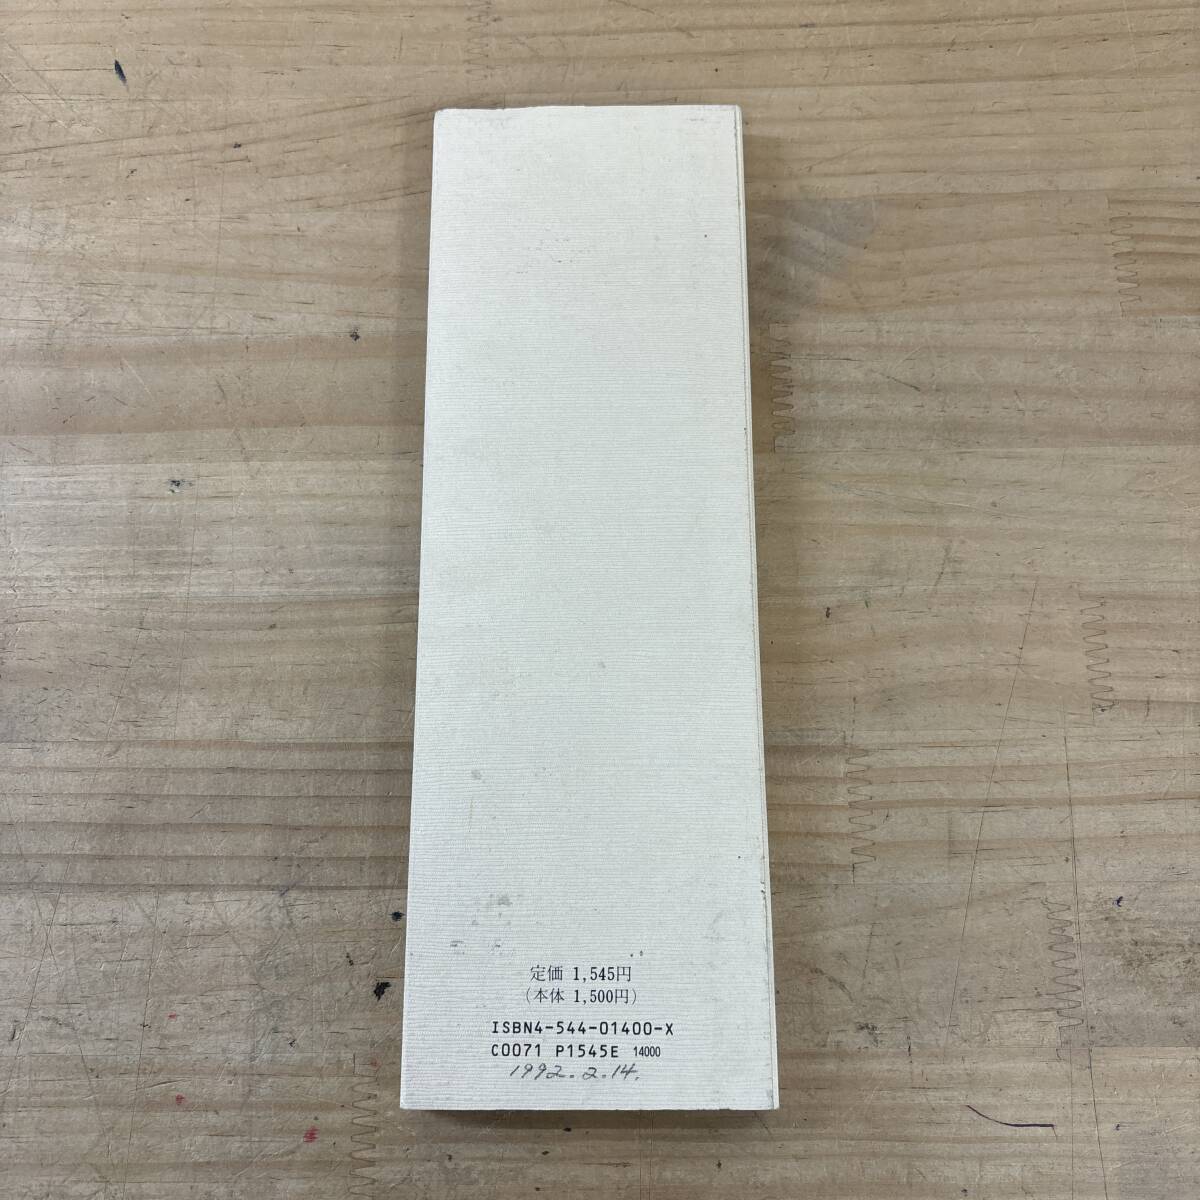 定価 1,545円
(本体 1,500円)
ISBN4-544-01400-X
C0071 P1545E 14000
1992.2.14.